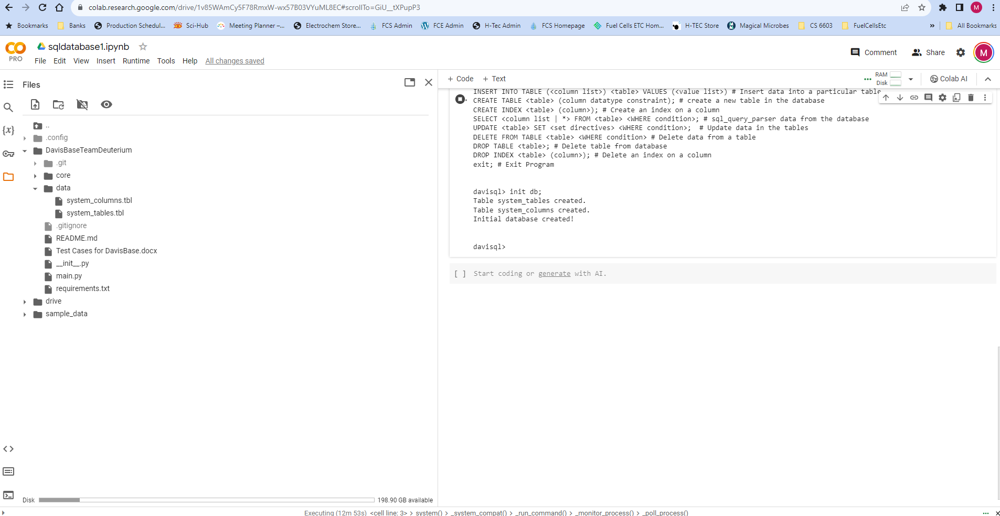 colab.research.google.com/drive/1v85WAmCy5F78RmxW-wx57B03VYuML8EC#scrollTo=GiU__tXPupP3
M
Bookmarks Banks Production Schedul... Sci-Hub Meeting Planner –... Electrochem Store... FCS Admin FCE Admin H-Tec Admin FCS Homepage Fuel Cells ETC Hom... H-TEC Store Magical Microbes CS 6603 FuelCellsEtc » All Bookmarks
CO
PRO
sqldatabase1.ipynb
File Edit View Insert Runtime Tools Help All changes saved
Comment Share M
Files
+ Code + Text
RAM
Disk
Colab AI
..
.config
DavisBaseTeamDeuterium
.git
core
data
system_columns.tbl
system_tables.tbl
.gitignore
README.md
Test Cases for DavisBase.docx
__init__.py
main.py
requirements.txt
drive
sample_data
{x}
Disk 198.90 GB available
INSERT INTO TABLE (<column list>) <table> VALUES (<value list>) # Insert data into a particular table
CREATE TABLE <table> (column datatype constraint); # create a new table in the database
CREATE INDEX <table> (column>); # Create an index on a column
SELECT <column list | *> FROM <table> <WHERE condition>; # sql_query_parser data from the database
UPDATE <table> SET <set directives> <WHERE condition>;  # Update data in the tables
DELETE FROM TABLE <table> <WHERE condition> # Delete data from a table
DROP TABLE <table>; # Delete table from database
DROP INDEX <table> (column>); # Delete an index on a column
exit; # Exit Program
davisql> init db;
Table system_tables created.
Table system_columns created.
Initial database created!
davisql>
[ ] Start coding or generate with AI.
Executing (12m 53s) <cell line: 3> > system() > _system_compat() > _run_command() > _monitor_process() > _poll_process()